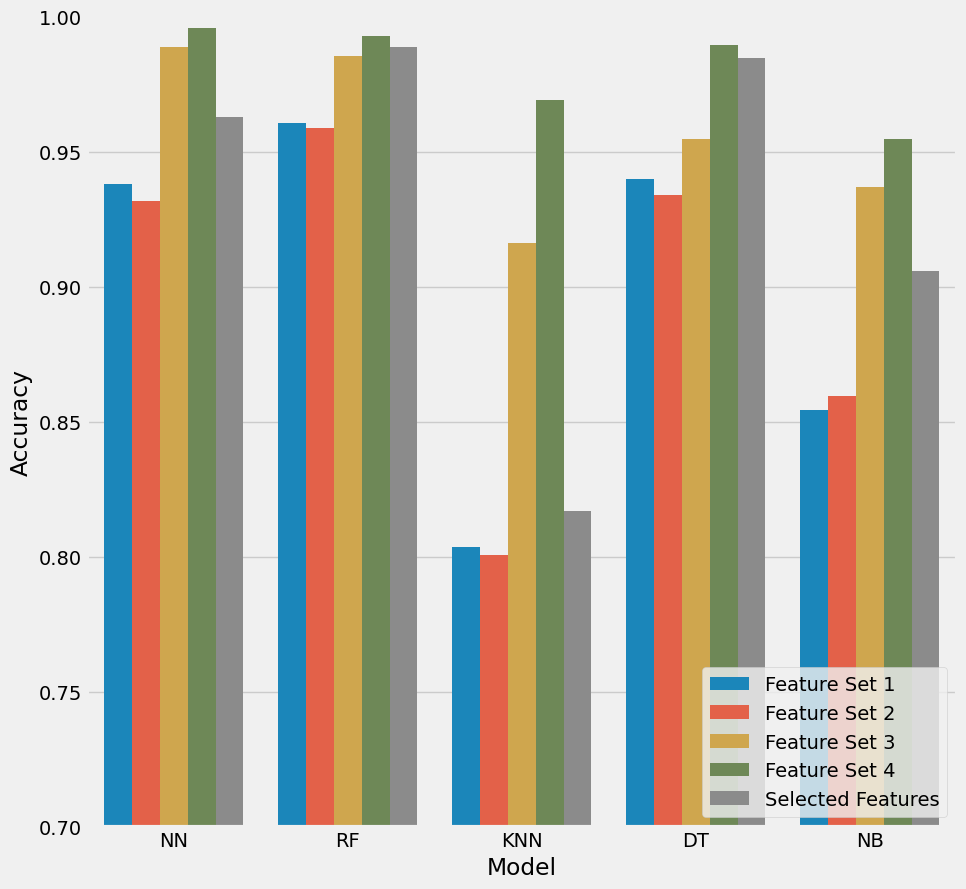 1.00
0.95
0.90
0.85
0.80
0.75
0.70
Accuracy
NN
RF
KNN
DT
NB
Model
Feature Set 1
Feature Set 2
Feature Set 3
Feature Set 4
Selected Features